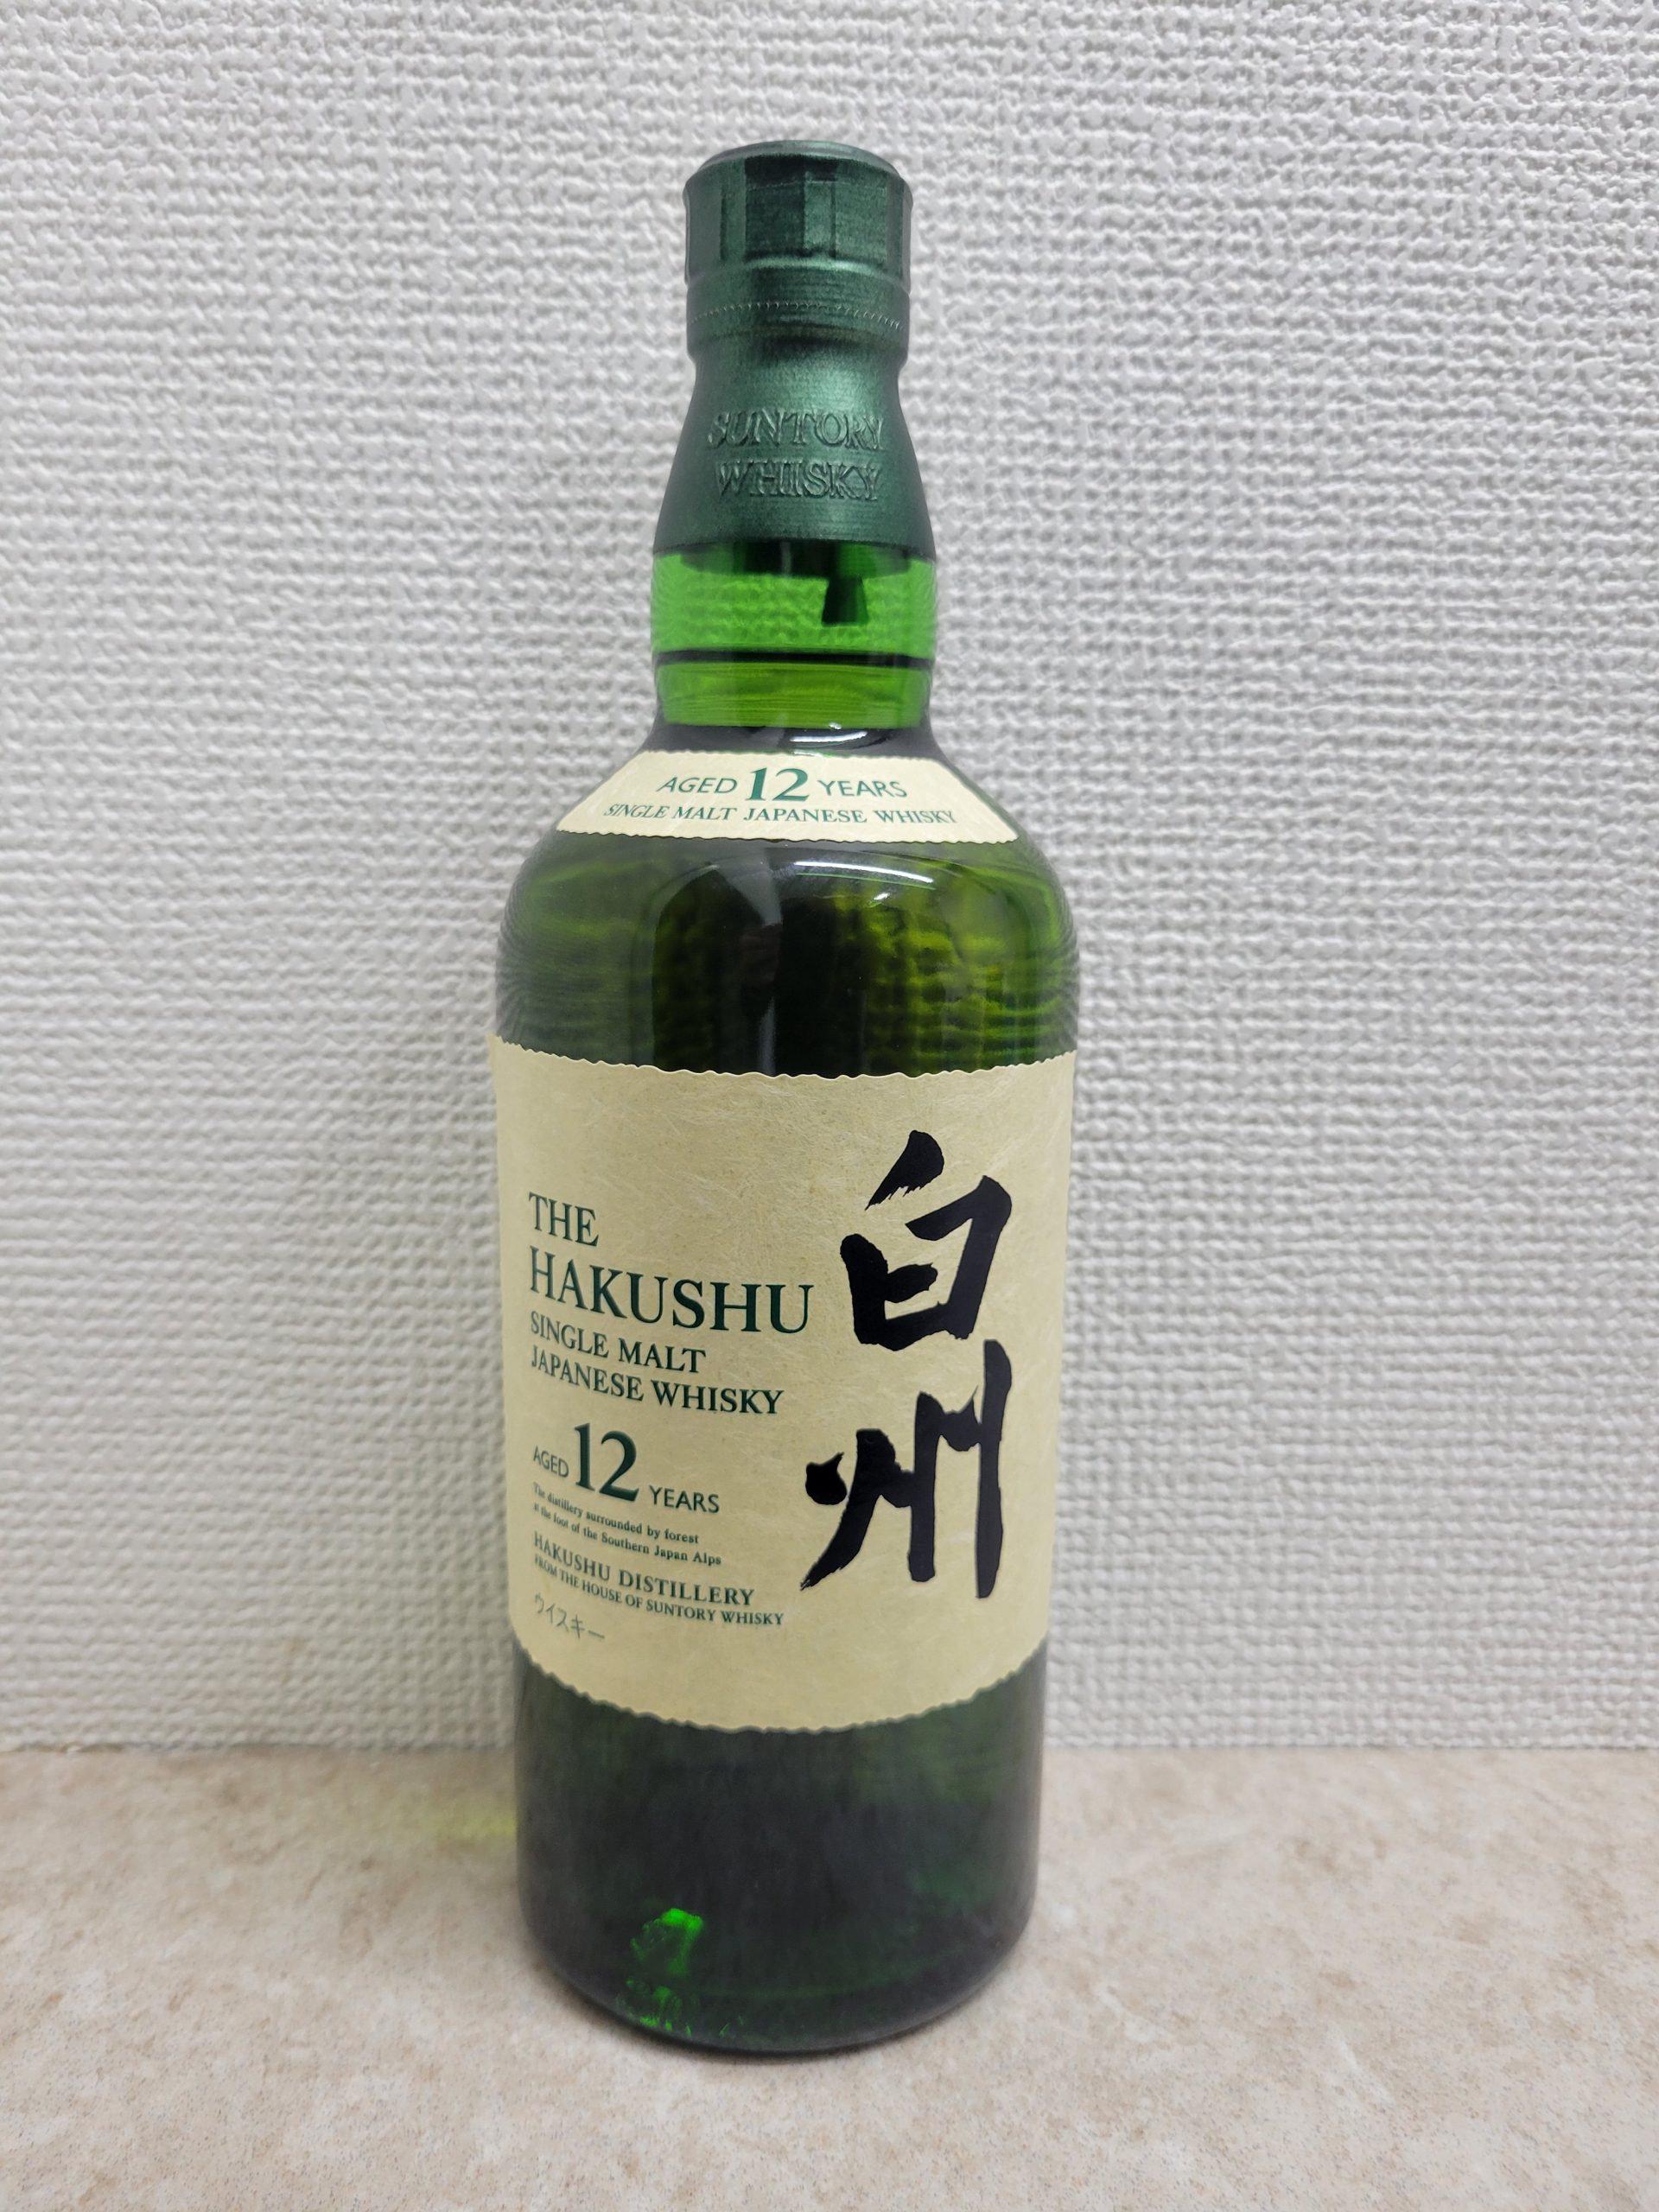 SUNTORY
WHISKY
AGED 12 YEARS
SINGLE MALT JAPANESE WHISKY
THE
HAKUSHU
SINGLE MALT
JAPANESE WHISKY
AGED 12 YEARS
The distillery surrounded by forest
at the foot of the Southern Japan Alps
HAKUSHU DISTILLERY
FROM THE HOUSE OF SUNTORY WHISKY
ウイスキー
白州